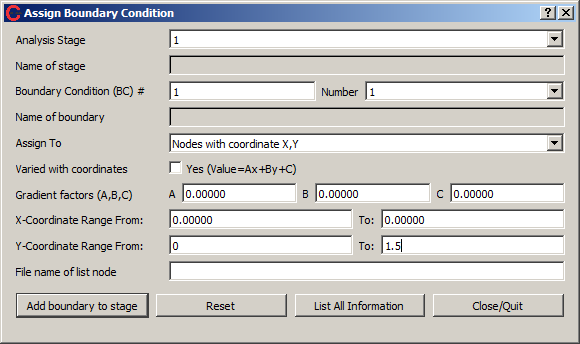 Assign Boundary Condition
Analysis Stage 1
Name of stage
Boundary Condition (BC) # 1 Number 1
Name of boundary
Assign To Nodes with coordinate X,Y
Varied with coordinates Yes (Value=Ax+By+C)
Gradient factors (A,B,C) A 0.00000 B 0.00000 C 0.00000
X-Coordinate Range From: 0.00000 To: 0.00000
Y-Coordinate Range From: 0 To: 1.5
File name of list node
Add boundary to stage Reset List All Information Close/Quit